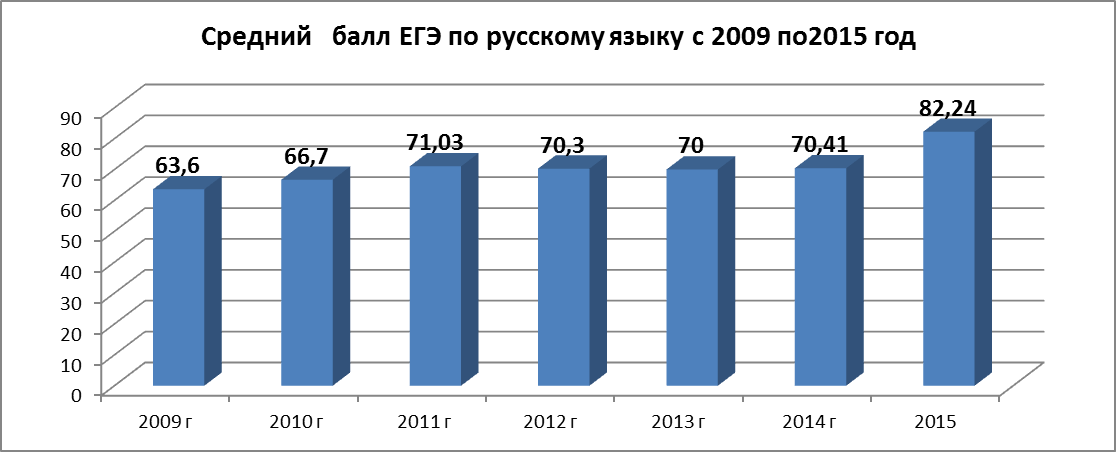 Средний балл ЕГЭ по русскому языку с 2009 по2015 год
90
80
70
60
50
40
30
20
10
0
63,6
66,7
71,03
70,3
70
70,41
82,24
2009 г
2010 г
2011 г
2012 г
2013 г
2014 г
2015